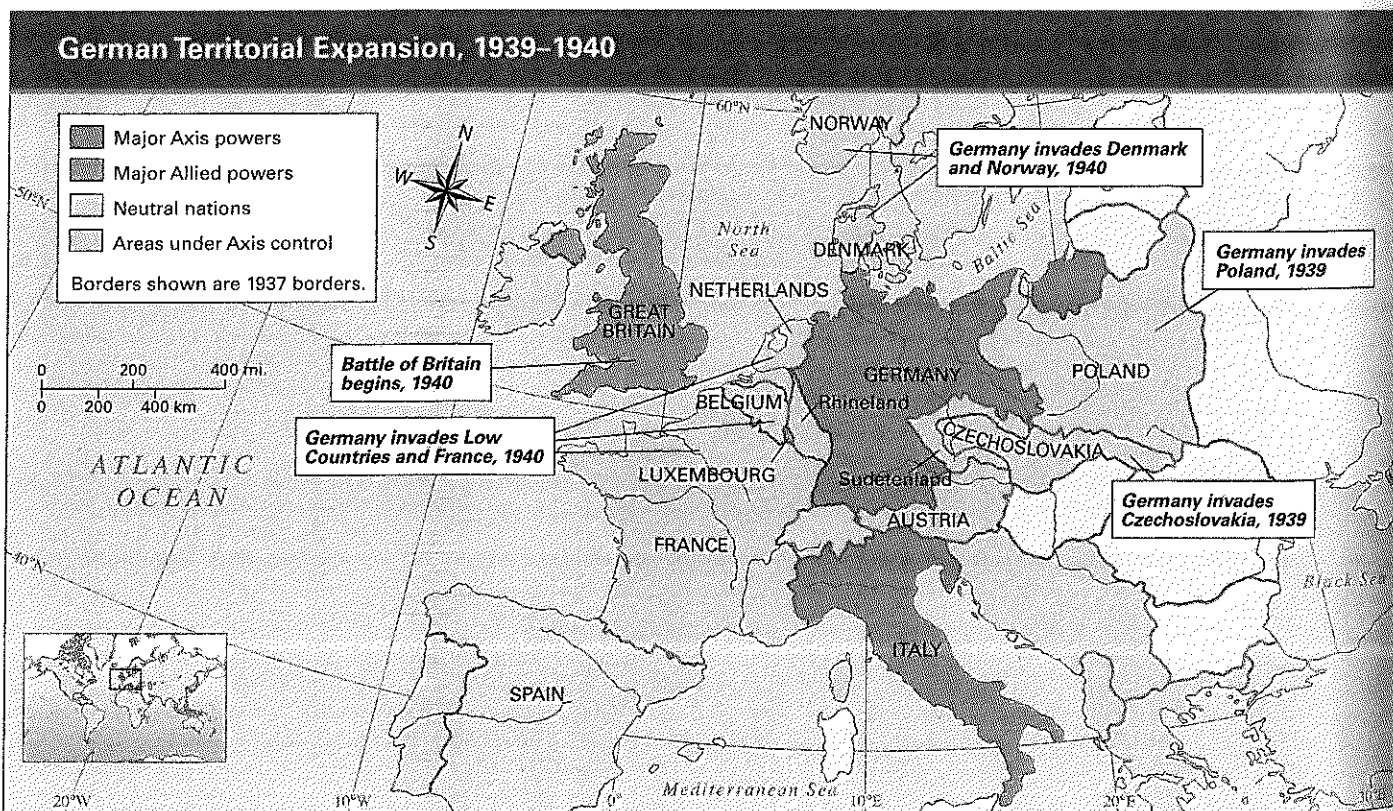 German Territorial Expansion, 1939–1940
Major Axis powers
Major Allied powers
Neutral nations
Areas under Axis control
Borders shown are 1937 borders.
N
W
E
S
60°N
50°N
40°N
0 200 400 mi.
0 200 400 km
NORWAY
Germany invades Denmark
and Norway, 1940
North
Sea
DENMARK
Baltic Sea
Germany invades
Poland, 1939
NETHERLANDS
GREAT
BRITAIN
Battle of Britain
begins, 1940
GERMANY
POLAND
BELGIUM
Rhineland
Germany invades Low
Countries and France, 1940
CZECHOSLOVAKIA
ATLANTIC
OCEAN
LUXEMBOURG
Sudetenland
Germany invades
Czechoslovakia, 1939
AUSTRIA
FRANCE
Black Sea
ITALY
SPAIN
Mediterranean Sea
20°W
10°W
0°
10°E
20°E